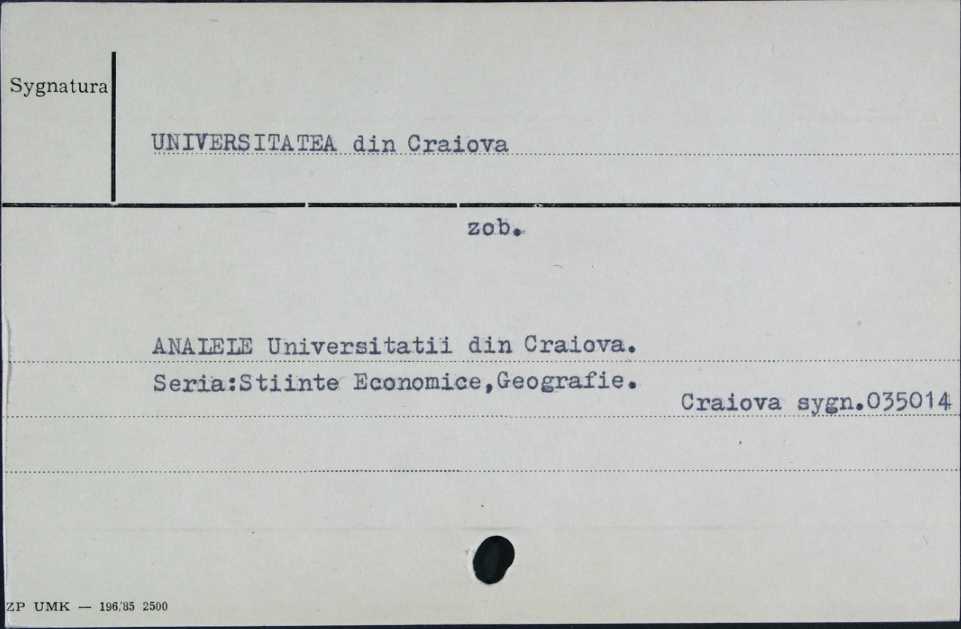 Sygnatura
UNIVERSITATEA din Craiova
zob.
ANALELE Universitatii din Craiova.
Seria:Stiinte Economice,Geografie.
Craiova sygn.035014
ZP UMK — 196/85 2500